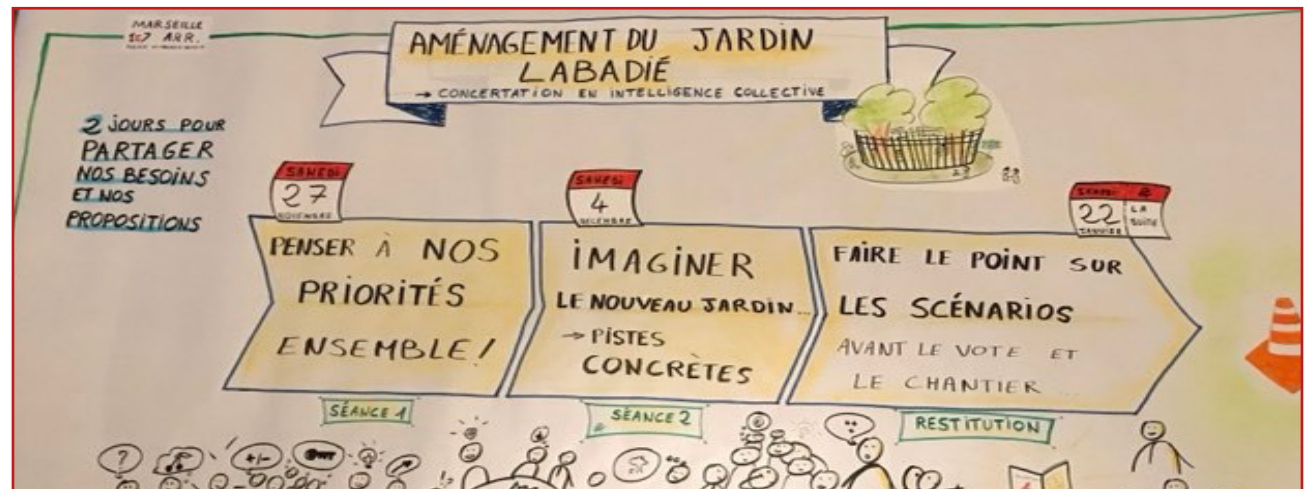 MARSEILLE
1&7 ARR.
AMÉNAGEMENT DU JARDIN
LABADIÉ
→ CONCERTATION EN INTELLIGENCE COLLECTIVE
2 JOURS POUR
PARTAGER
NOS BESOINS
ET NOS
PROPOSITIONS
SAMEDI
27
NOVEMBRE
PENSER À NOS
PRIORITÉS
ENSEMBLE !
SÉANCE 1
SAMEDI
4
DÉCEMBRE
IMAGINER
LE NOUVEAU JARDIN...
→ PISTES
CONCRÈTES
SÉANCE 2
SAMEDI
22
JANVIER
LA
SUITE
FAIRE LE POINT SUR
LES SCÉNARIOS
AVANT LE VOTE ET
LE CHANTIER...
RESTITUTION
?
+/-